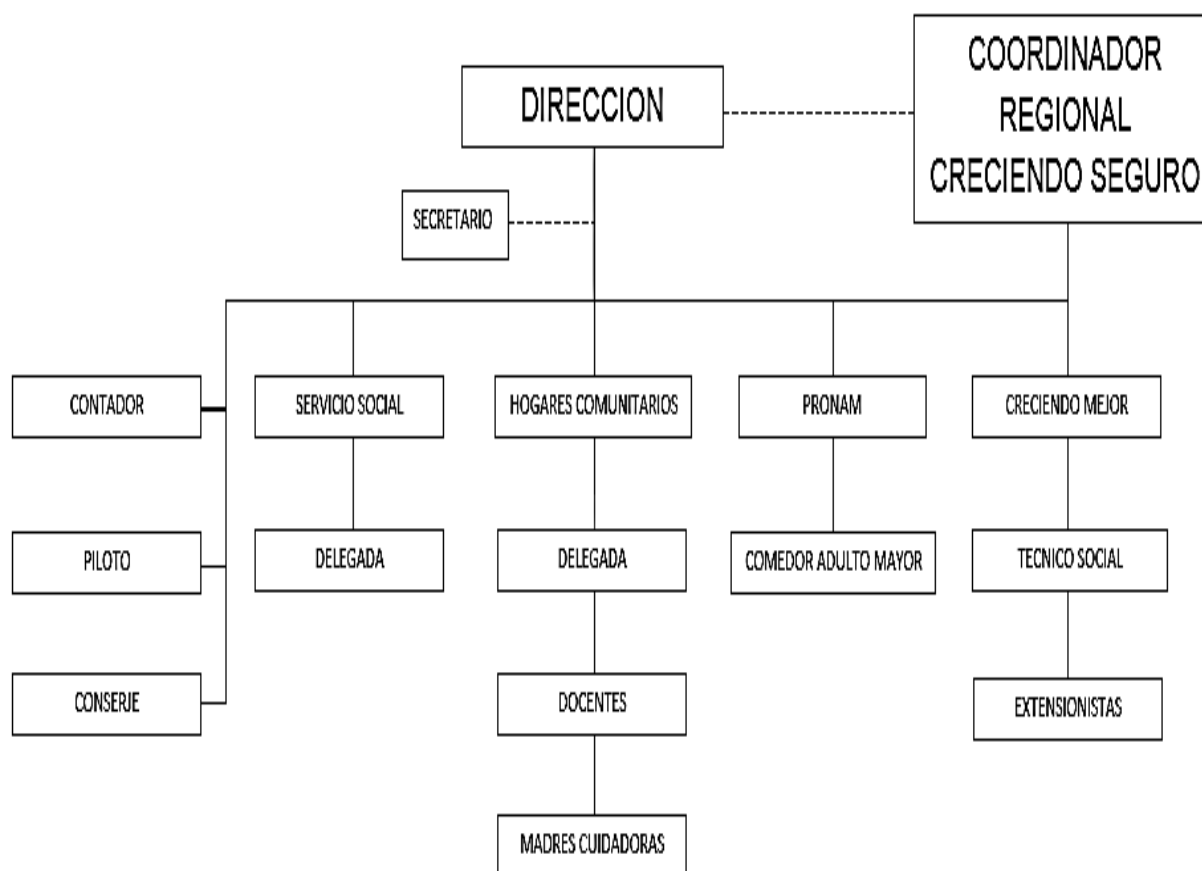 DIRECCION
COORDINADOR
REGIONAL
CRECIENDO SEGURO
SECRETARIO
CONTADOR
SERVICIO SOCIAL
HOGARES COMUNITARIOS
PRONAM
CRECIENDO MEJOR
PILOTO
DELEGADA
DELEGADA
COMEDOR ADULTO MAYOR
TECNICO SOCIAL
CONSERJE
DOCENTES
EXTENSIONISTAS
MADRES CUIDADORAS